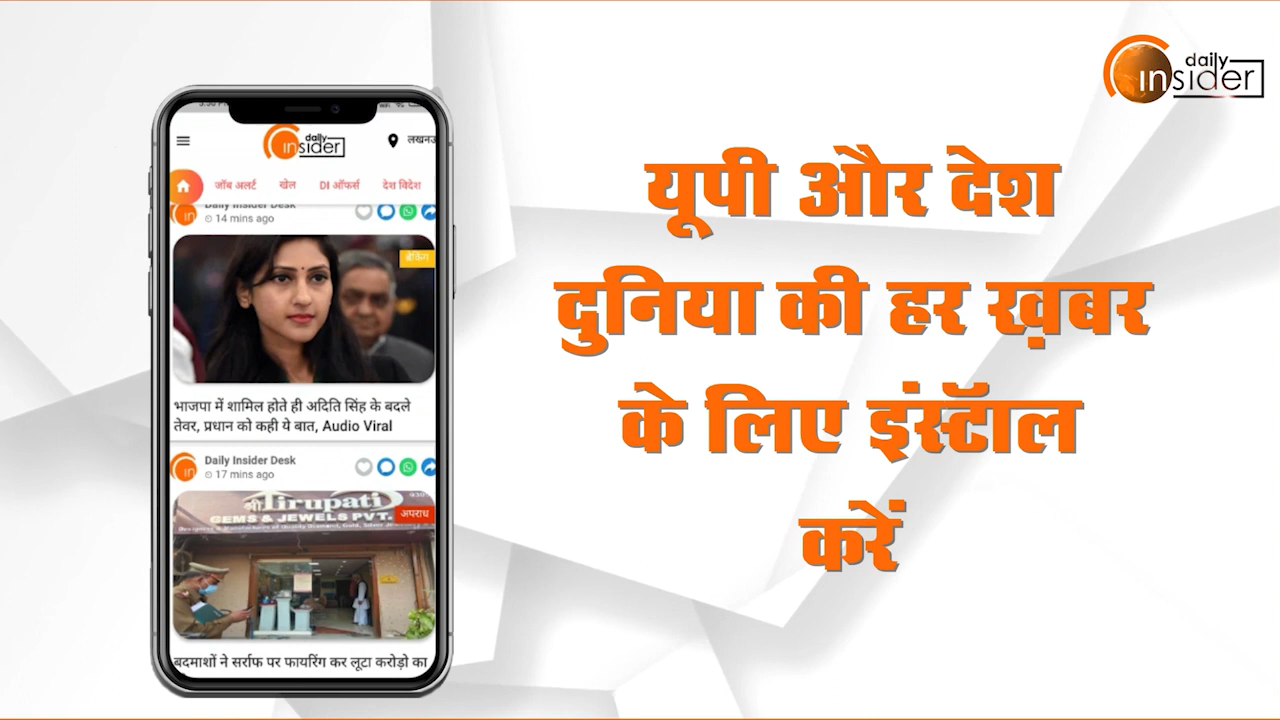 daily
insider
यूपी और देश
दुनिया की हर ख़बर
के लिए इंस्टॉल
करें
daily
insider
लखनऊ
जॉब अलर्ट खेल DI ऑफर्स देश विदेश
Daily Insider Desk
14 mins ago
ब्रेकिंग
भाजपा में शामिल होते ही अदिति सिंह के बदले
तेवर, प्रधान को कही ये बात, Audio Viral
Daily Insider Desk
17 mins ago
श्री Tirupati
GEMS & JEWELS PVT.
अपराध
बदमाशों ने सर्राफ पर फायरिंग कर लूटा करोड़ो का